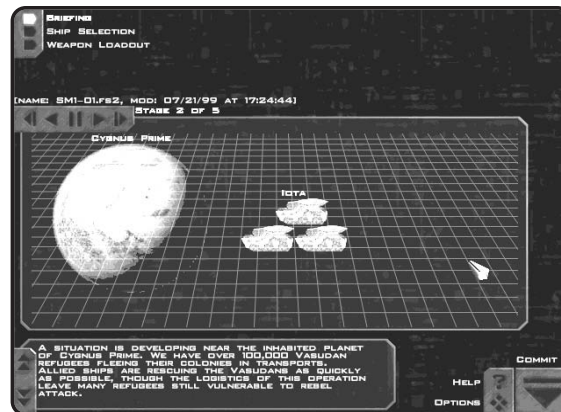 Briefing
Ship Selection
Weapon Loadout
[NAME: SM1-01.fs2, MOD: 07/21/99 AT 17:24:44]
Stage 2 of 5
Cygnus Prime
Iota
A situation is developing near the inhabited planet
of Cygnus Prime. We have over 100,000 Vasudan
refugees fleeing their colonies in transports.
Allied ships are rescuing the Vasudans as quickly
as possible, though the logistics of this operation
leave many refugees still vulnerable to rebel
attack.
Commit
Help
?
Options